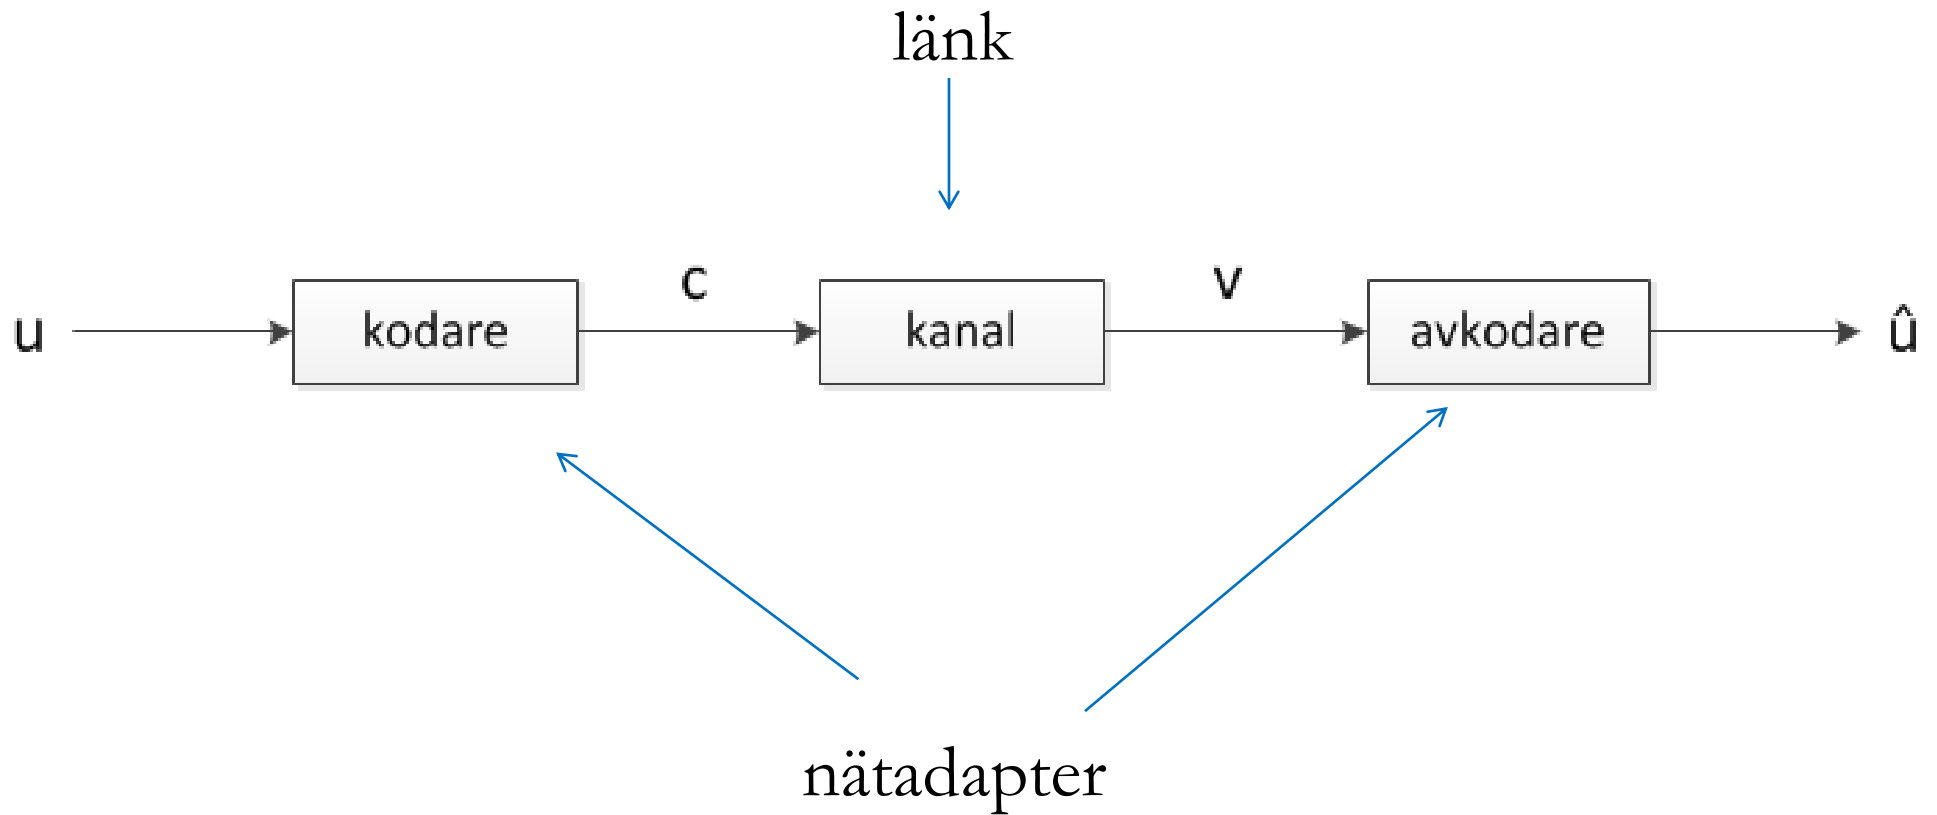 länk
c
v
u
kodare
kanal
avkodare
û
nätadapter